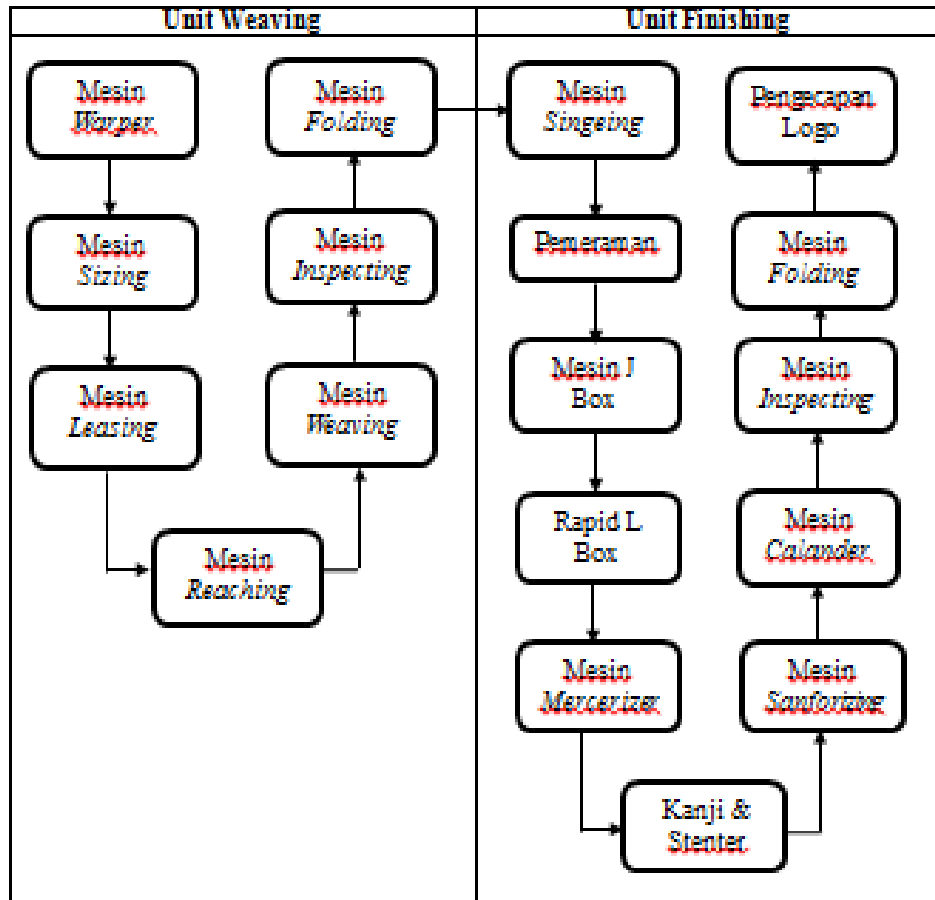 Unit Weaving
Unit Finishing
Mesin
Warper
Mesin
Sizing
Mesin
Leasing
Mesin
Reaching
Mesin
Weaving
Mesin
Inspecting
Mesin
Folding
Mesin
Singeing
Pemeraman
Mesin J
Box
Rapid L
Box
Mesin
Mercerizer
Kanji &
Stenter
Mesin
Sanforizing
Mesin
Calander
Mesin
Inspecting
Mesin
Folding
Pengecapan
Logo